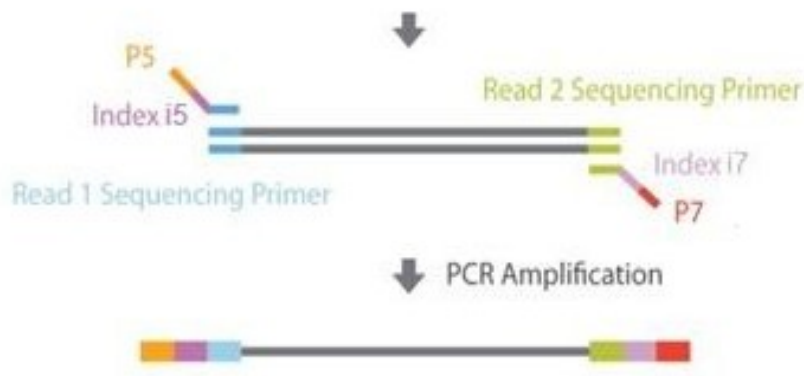 P5
Read 2 Sequencing Primer
Index i5
Index i7
Read 1 Sequencing Primer
P7
PCR Amplification